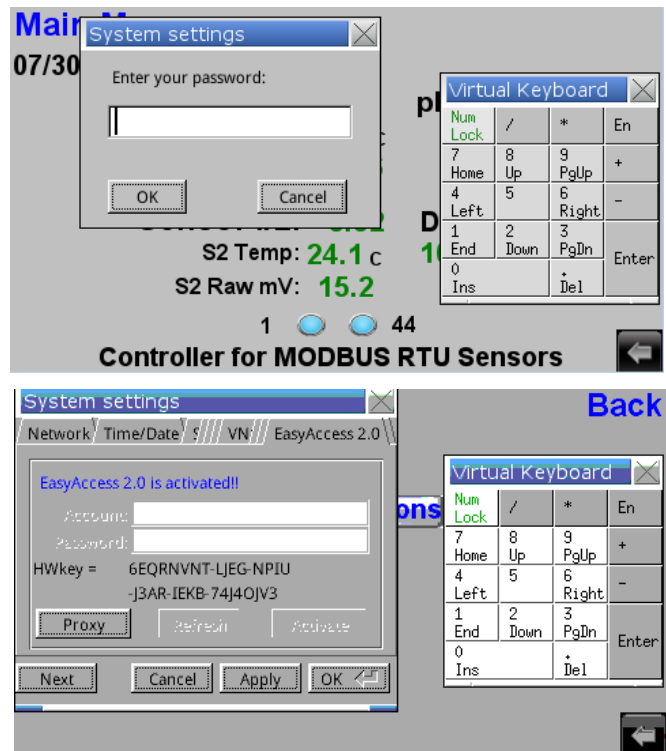 Main M
System settings
07/30
Enter your password:
OK
Cancel
S2 Temp: 24.1 c
S2 Raw mV: 15.2
1 44
Controller for MODBUS RTU Sensors
Virtual Keyboard
Num Lock / * En
7 Home 8 Up 9 PgUp +
4 Left 5 6 Right -
1 End 2 Down 3 PgDn Enter
0 Ins . Del
System settings
Network Time/Date S VN EasyAccess 2.0
EasyAccess 2.0 is activated!!
Account:
Password:
HWkey = 6EQRNVNT-LJEG-NPIU
-J3AR-IEKB-74J4OJV3
Proxy Refresh Activate
Next Cancel Apply OK
Back
ons
Virtual Keyboard
Num Lock / * En
7 Home 8 Up 9 PgUp +
4 Left 5 6 Right -
1 End 2 Down 3 PgDn Enter
0 Ins . Del